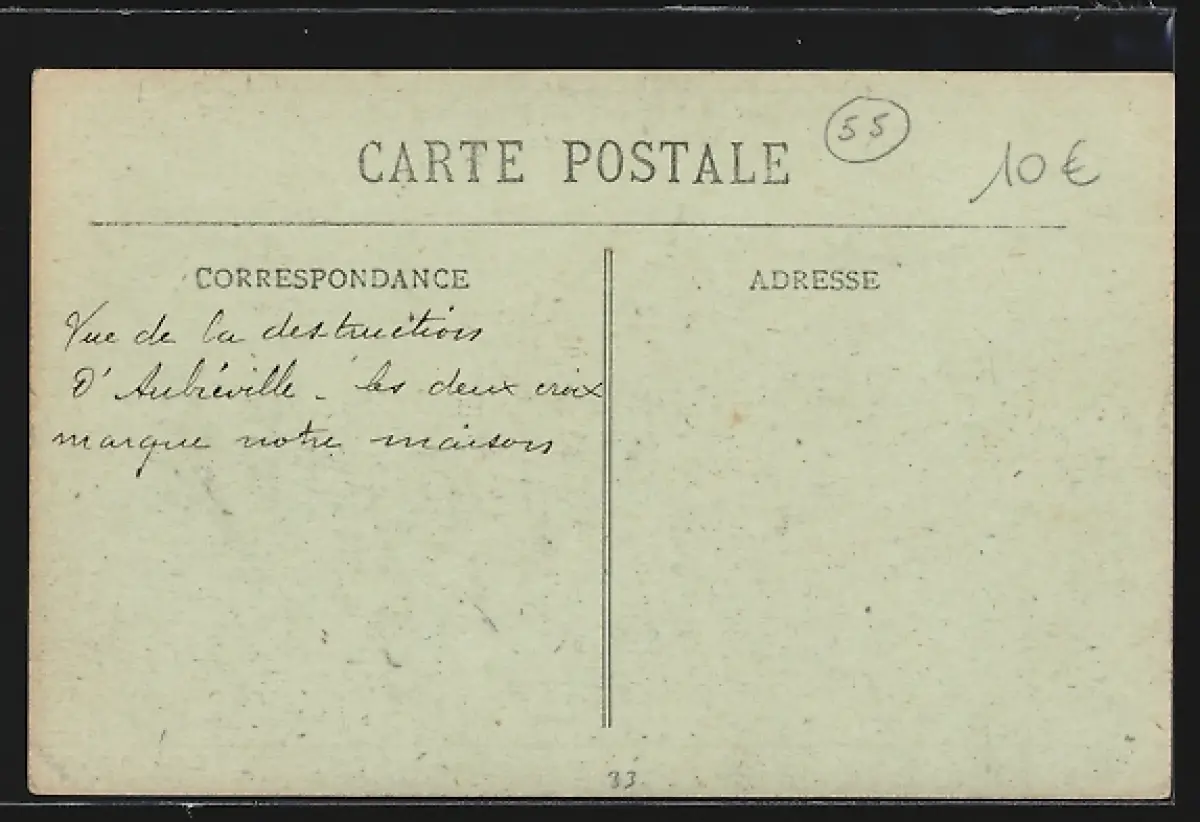 CARTE POSTALE
55
10 €
CORRESPONDANCE
ADRESSE
Vue de la destruction
D'Aubréville - les deux croix
marque notre maison
33